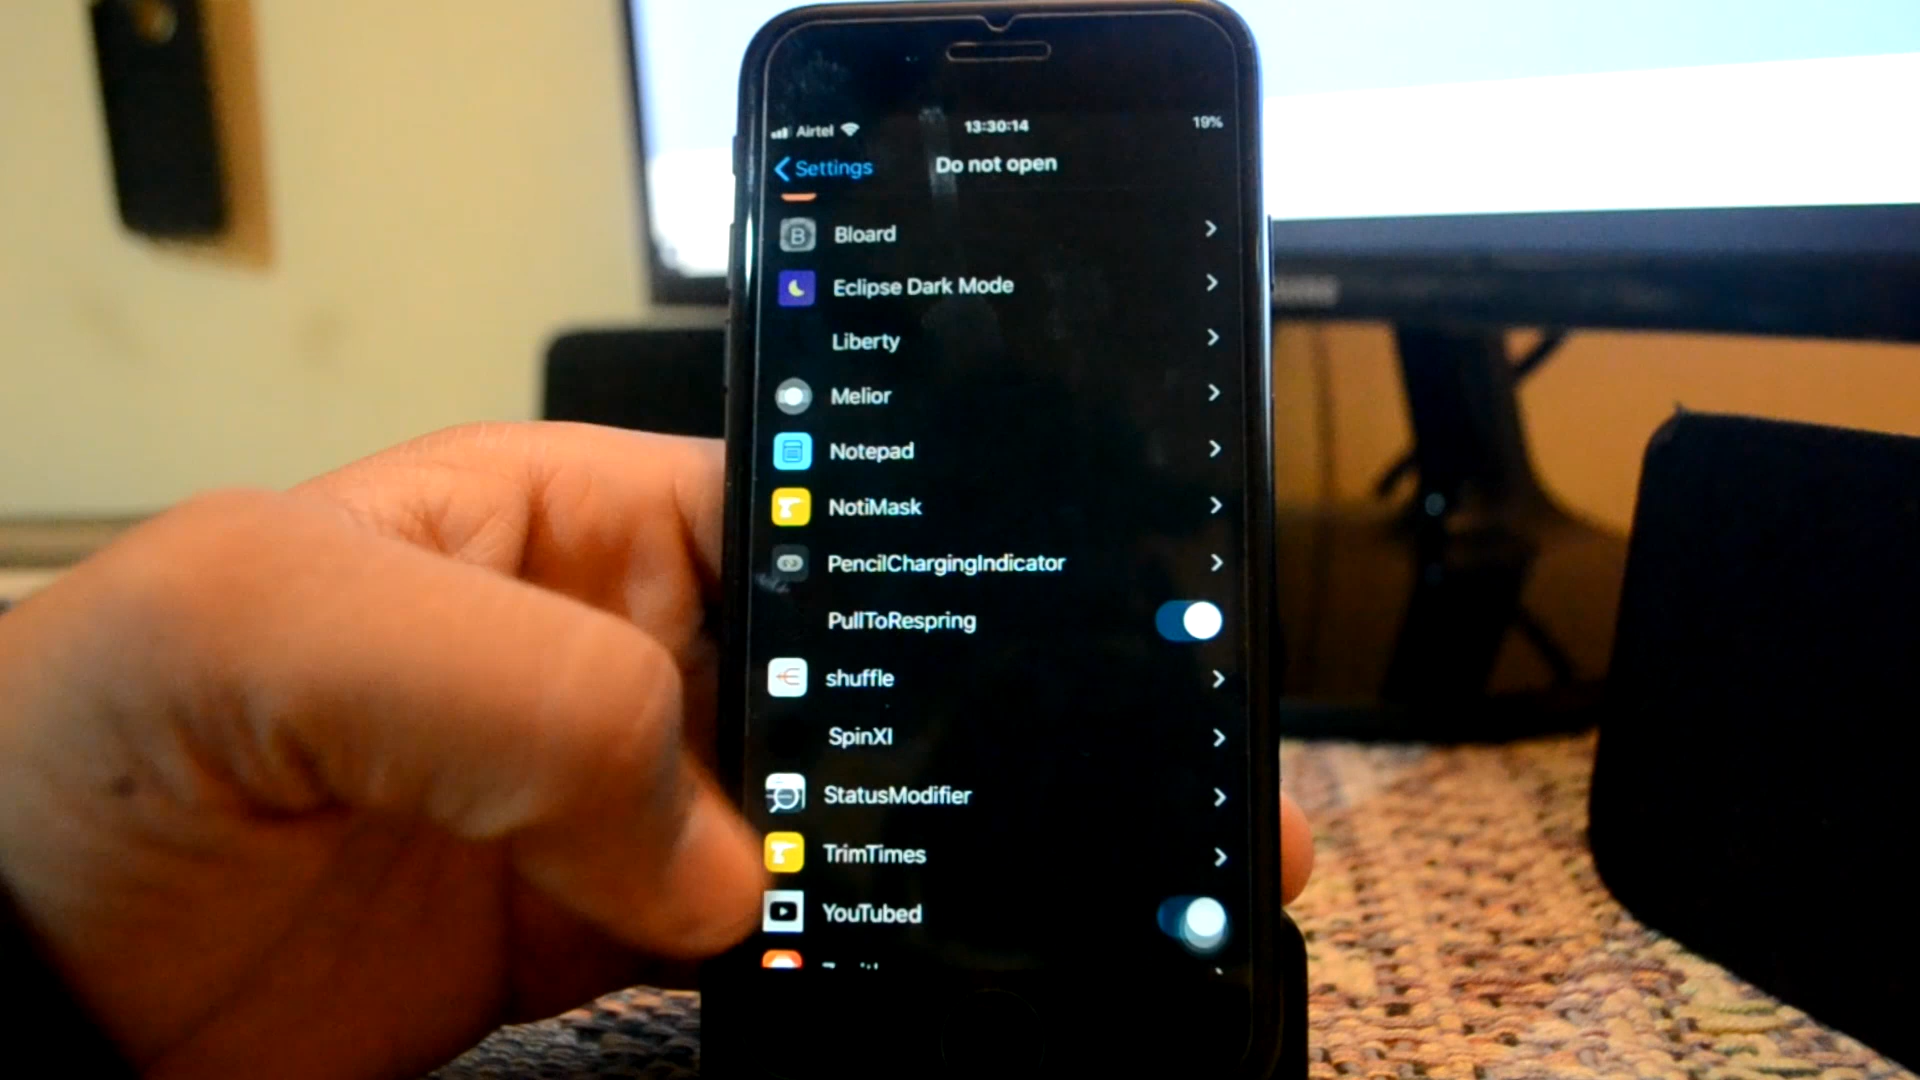 Airtel 13:30:14 19%
Settings Do not open
Bloard
Eclipse Dark Mode
Liberty
Melior
Notepad
NotiMask
PencilChargingIndicator
PullToRespring
shuffle
SpinXI
StatusModifier
TrimTimes
YouTubed